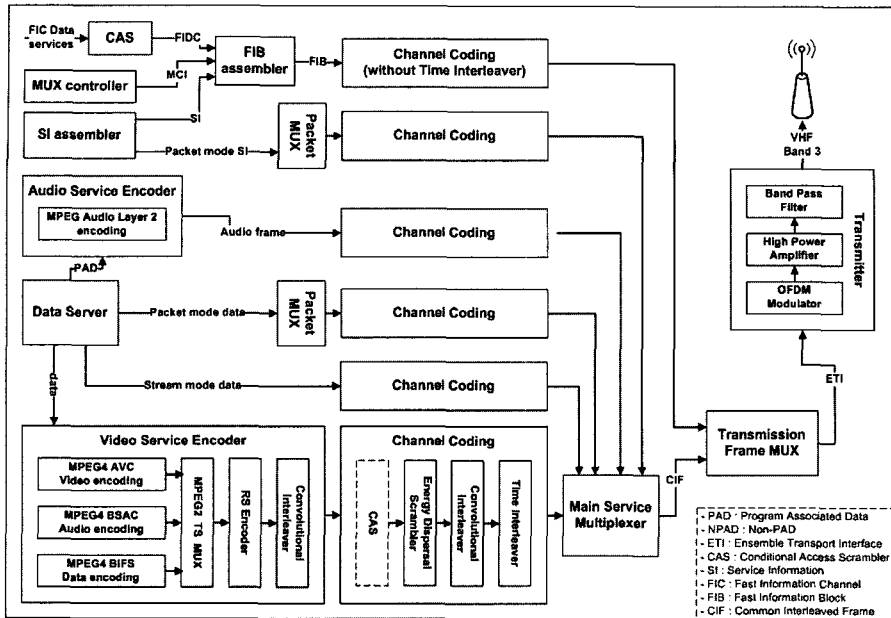 FIC Data
services
CAS
FIDC
FIB
assembler
FIB
Channel Coding
(without Time Interleaver)
MUX controller
MCI
SI assembler
SI
Packet mode SI
Packet
MUX
Channel Coding
VHF
Band 3
Audio Service Encoder
MPEG Audio Layer 2
encoding
Audio frame
Channel Coding
Transmitter
Band Pass
Filter
High Power
Amplifier
OFDM
Modulator
PAD
Data Server
Packet mode data
Packet
MUX
Channel Coding
data
Stream mode data
Channel Coding
ETI
Video Service Encoder
MPEG4 AVC
Video encoding
MPEG4 BSAC
Audio encoding
MPEG4 BIFS
Data encoding
MPEG2 TS MUX
RS Encoder
Convolutional
Interleaver
Channel Coding
CAS
Energy Dispersal
Scrambler
Convolutional
Interleaver
Time Interleaver
Main Service
Multiplexer
CIF
Transmission
Frame MUX
- PAD : Program Associated Data
- NPAD : Non-PAD
- ETI : Ensemble Transport Interface
- CAS : Conditional Access Scrambler
- SI : Service Information
- FIC : Fast Information Channel
- FIB : Fast Information Block
- CIF : Common Interleaved Frame